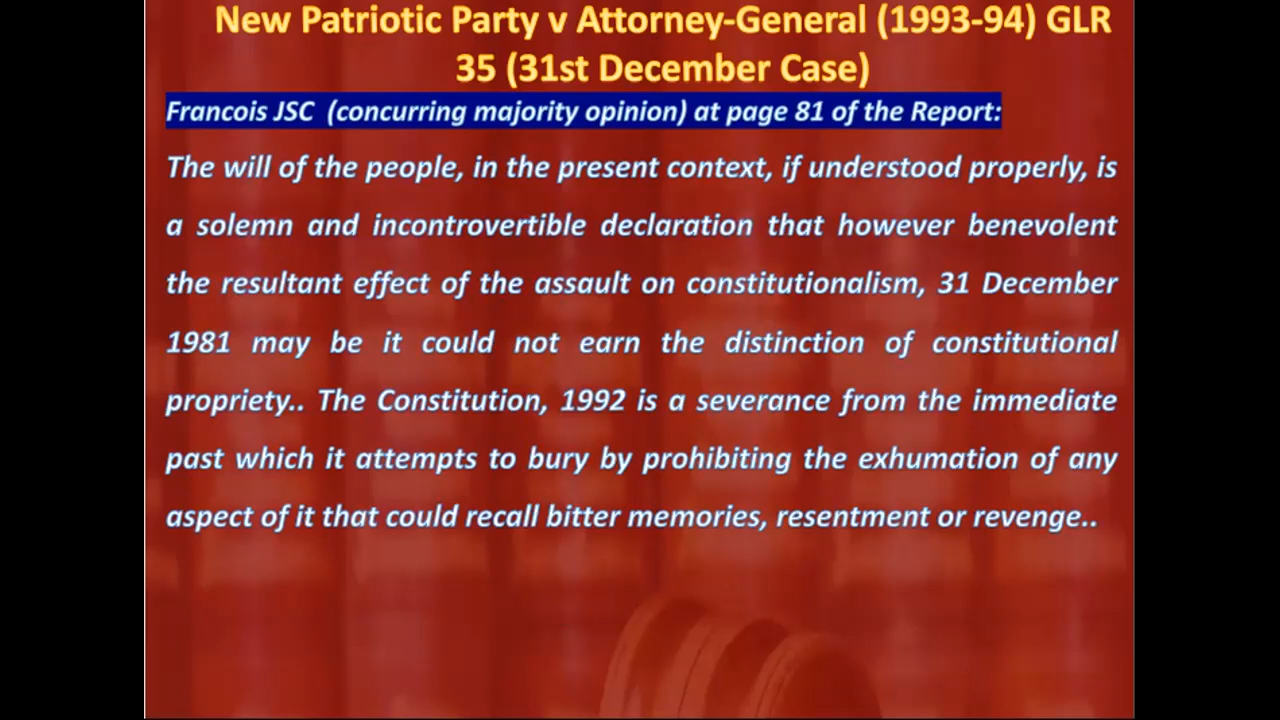 New Patriotic Party v Attorney-General (1993-94) GLR
35 (31st December Case)
Francois JSC (concurring majority opinion) at page 81 of the Report:
The will of the people, in the present context, if understood properly, is
a solemn and incontrovertible declaration that however benevolent
the resultant effect of the assault on constitutionalism, 31 December
1981 may be it could not earn the distinction of constitutional
propriety.. The Constitution, 1992 is a severance from the immediate
past which it attempts to bury by prohibiting the exhumation of any
aspect of it that could recall bitter memories, resentment or revenge..